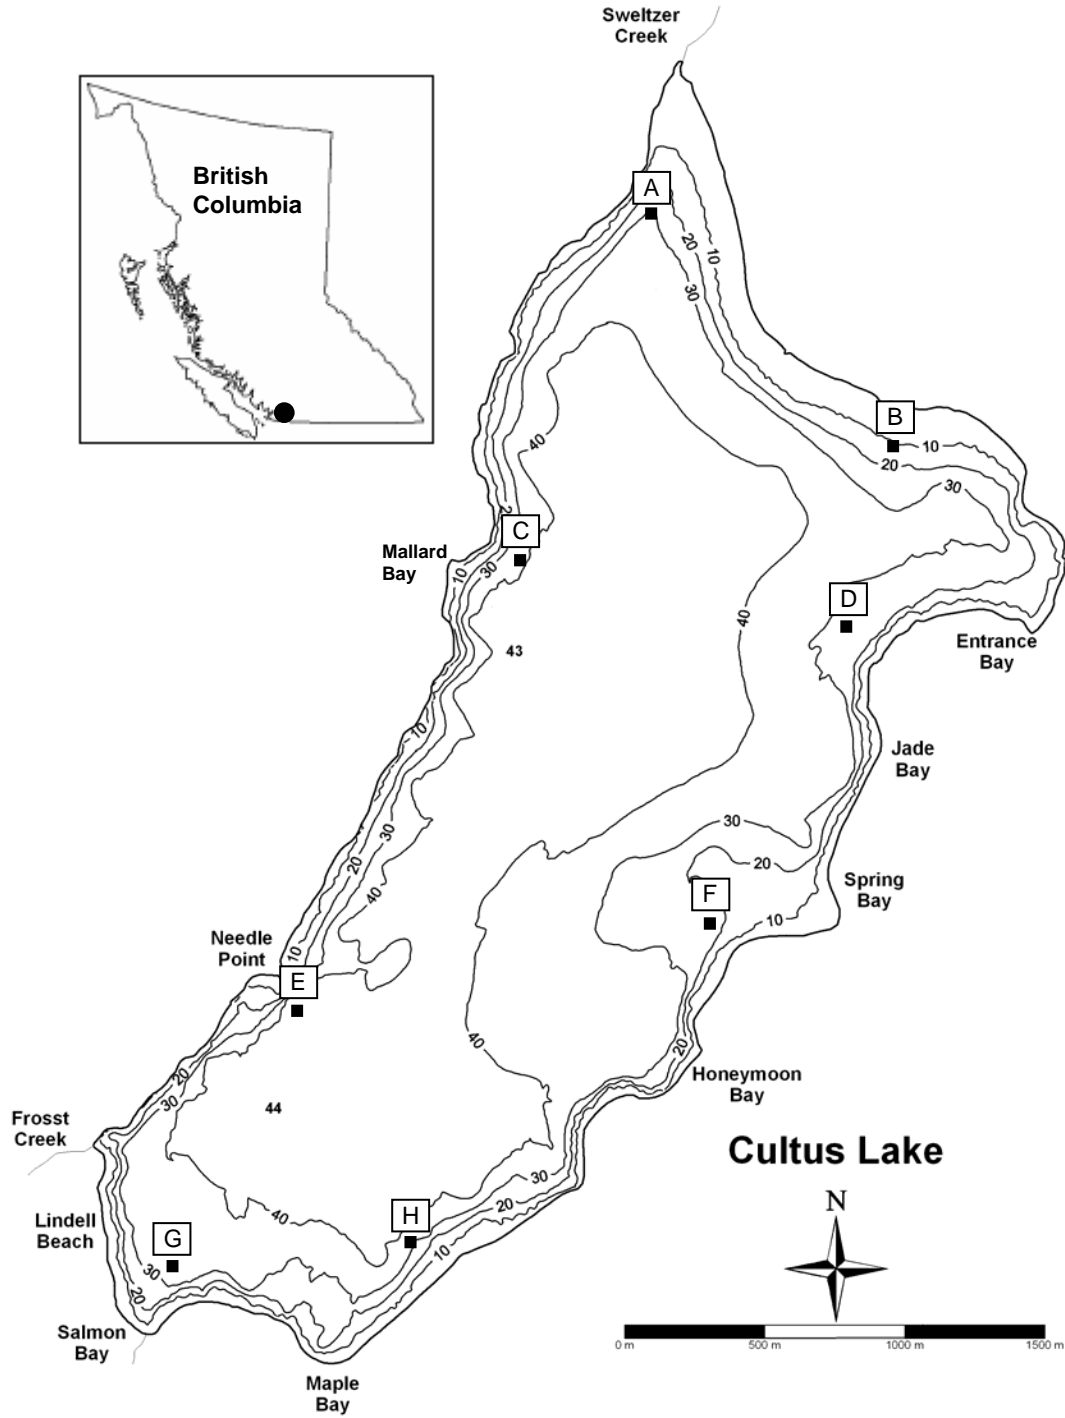 Sweltzer
Creek
British
Columbia
A
20
10
30
B
10
40
20
30
2
C
Mallard
Bay
10
30
D
40
Entrance
Bay
43
10
Jade
Bay
30
30
20
20
Spring
Bay
40
F
10
Needle
Point
10
E
40
20
Honeymoon
Bay
20
30
44
Frosst
Creek
Cultus Lake
30
20
N
Lindell
Beach
40
H
G
10
30
20
Salmon
Bay
0 m
500 m
1000 m
1500 m
Maple
Bay